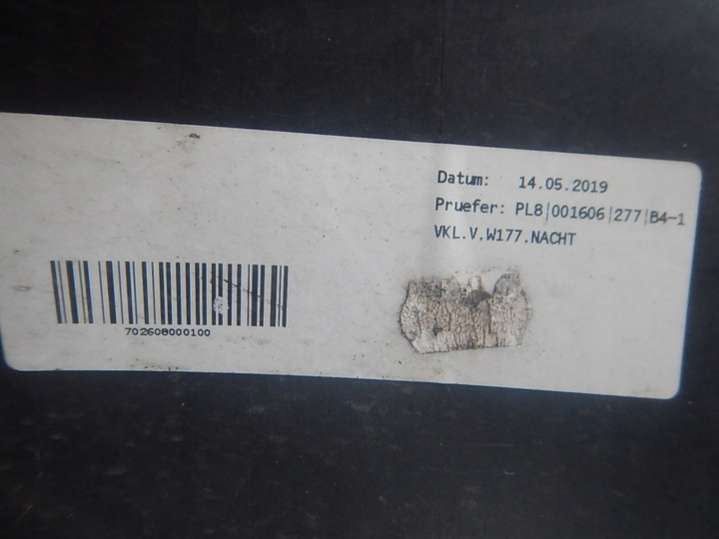 Datum: 14.05.2019
Pruefer: PL8|001606|277|B4-1
VKL.V.W177.NACHT
702608000100